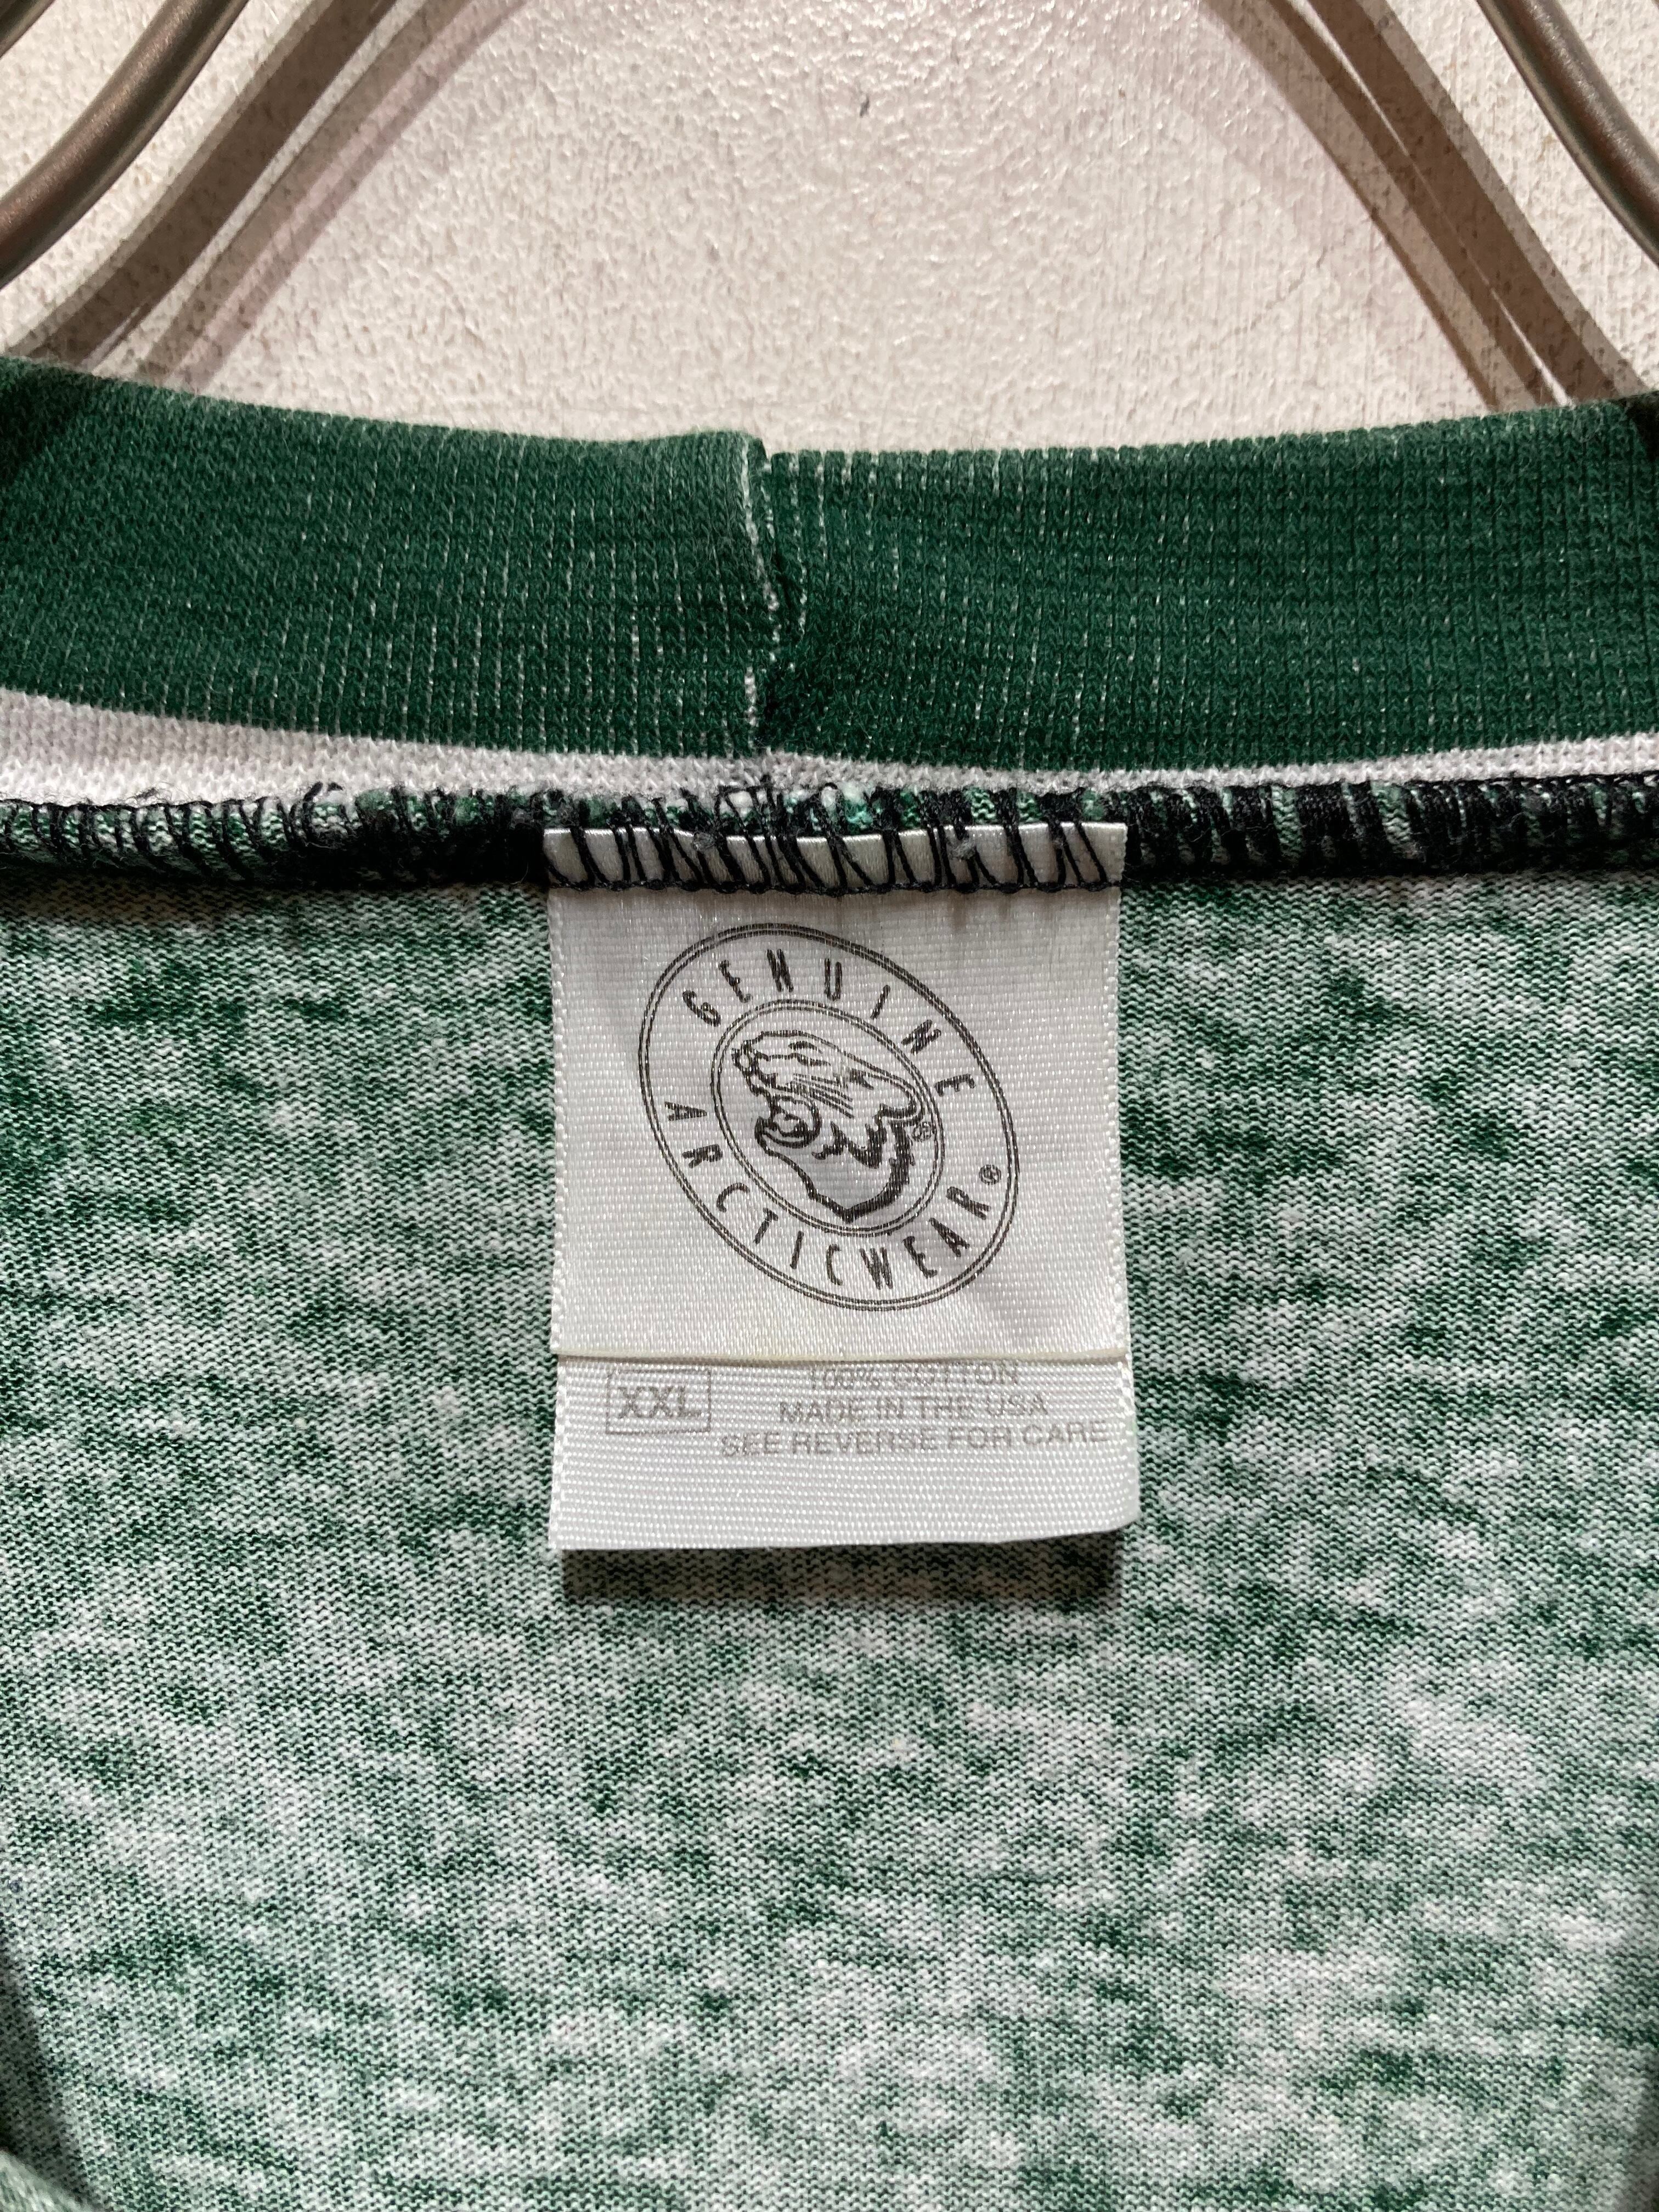 GENUINE
ARCTICWEAR®
XXL
100% COTTON
MADE IN THE USA
SEE REVERSE FOR CARE